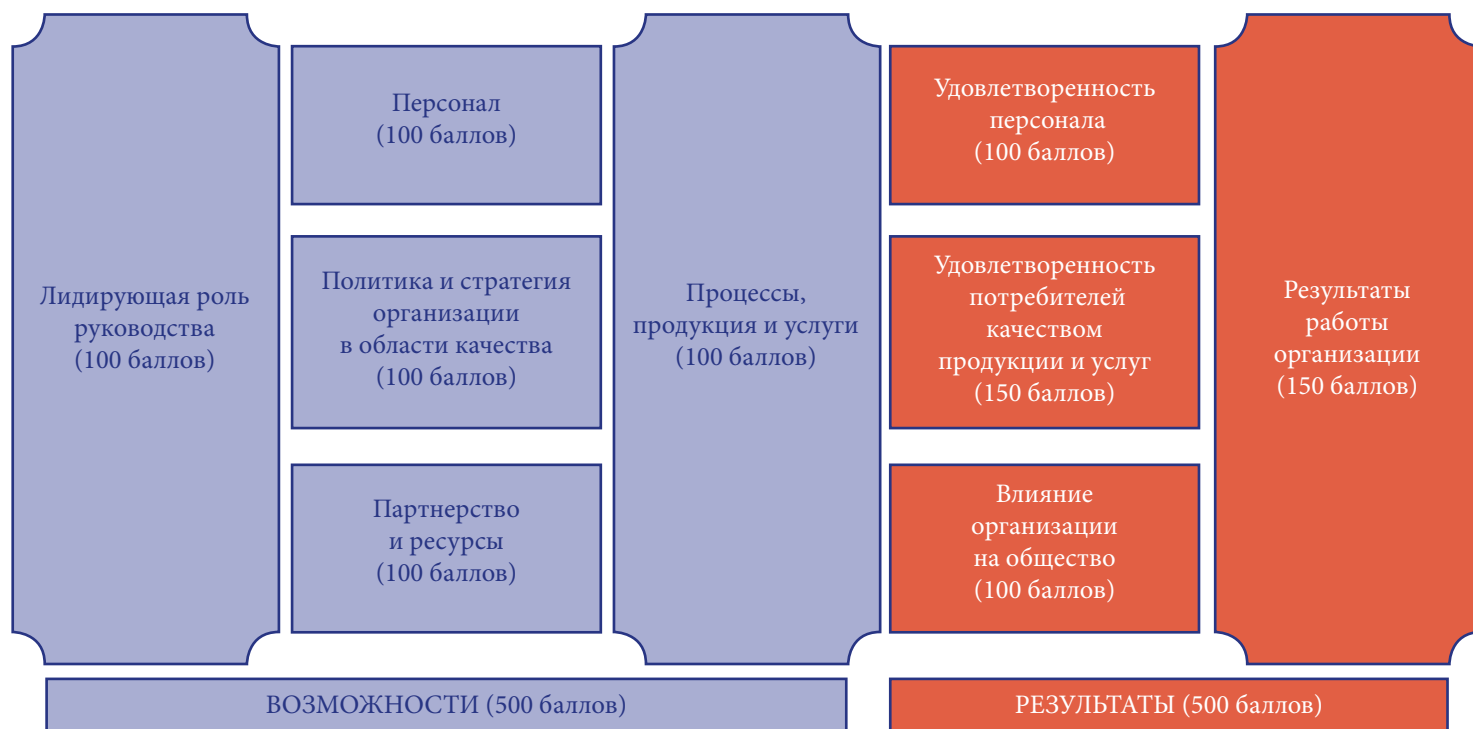 Лидирующая роль
руководства
(100 баллов)
Персонал
(100 баллов)
Политика и стратегия
организации
в области качества
(100 баллов)
Партнерство
и ресурсы
(100 баллов)
Процессы,
продукция и услуги
(100 баллов)
Удовлетворенность
персонала
(100 баллов)
Удовлетворенность
потребителей
качеством
продукции и услуг
(150 баллов)
Влияние
организации
на общество
(100 баллов)
Результаты
работы
организации
(150 баллов)
ВОЗМОЖНОСТИ (500 баллов)
РЕЗУЛЬТАТЫ (500 баллов)